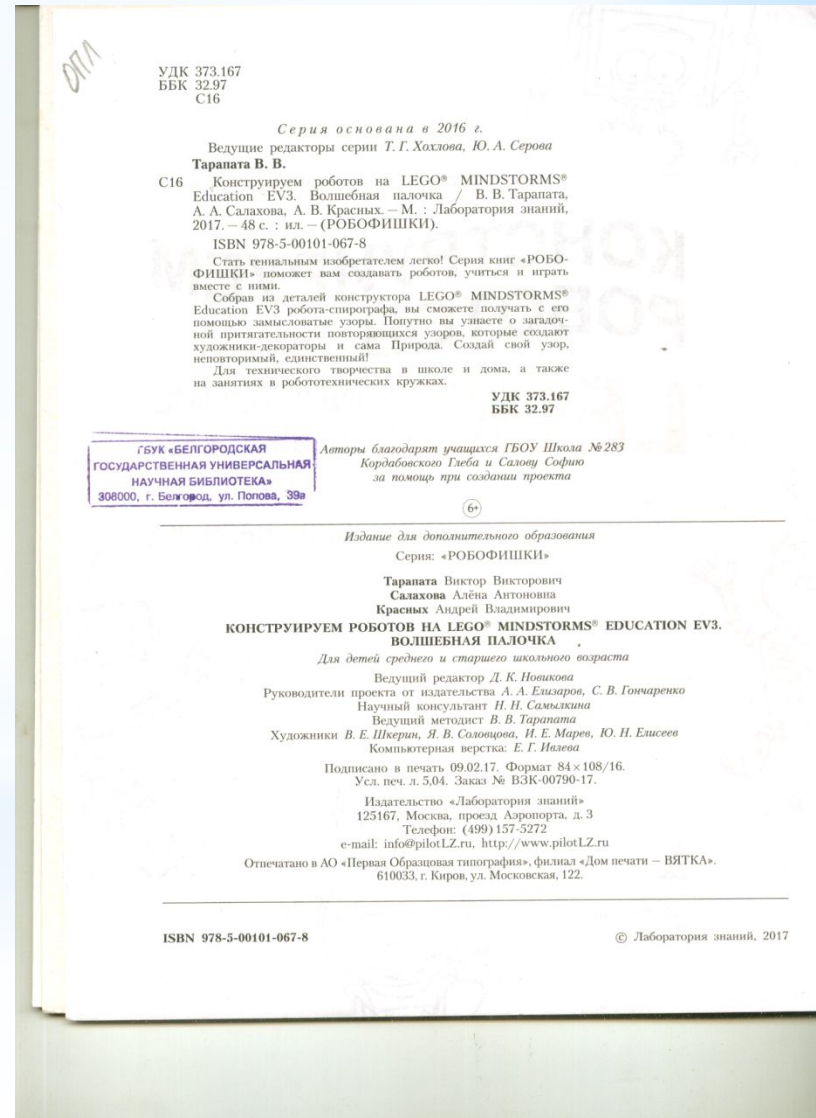 ОПЛ
УДК 373.167
ББК 32.97
С16
Серия основана в 2016 г.
Ведущие редакторы серии Т. Г. Хохлова, Ю. А. Серова
Тарапата В. В.
С16 Конструируем роботов на LEGO® MINDSTORMS®
Education EV3. Волшебная палочка / В. В. Тарапата,
А. А. Салахова, А. В. Красных. — М. : Лаборатория знаний,
2017. — 48 с. : ил. — (РОБОФИШКИ).
ISBN 978-5-00101-067-8
Стать гениальным изобретателем легко! Серия книг «РОБО-
ФИШКИ» поможет вам создавать роботов, учиться и играть
вместе с ними.
Собрав из деталей конструктора LEGO® MINDSTORMS®
Education EV3 робота-спирографа, вы сможете получать с его
помощью замысловатые узоры. Попутно вы узнаете о загадоч-
ной притягательности повторяющихся узоров, которые создают
художники-декораторы и сама Природа. Создай свой узор,
неповторимый, единственный!
Для технического творчества в школе и дома, а также
на занятиях в робототехнических кружках.
УДК 373.167
ББК 32.97
ГБУК «БЕЛГОРОДСКАЯ
ГОСУДАРСТВЕННАЯ УНИВЕРСАЛЬНАЯ
НАУЧНАЯ БИБЛИОТЕКА»
308000, г. Белгород, ул. Попова, 39а
Авторы благодарят учащихся ГБОУ Школа № 283
Кордабовского Глеба и Салову Софию
за помощь при создании проекта
6+
Издание для дополнительного образования
Серия: «РОБОФИШКИ»
Тарапата Виктор Викторович
Салахова Алёна Антоновна
Красных Андрей Владимирович
КОНСТРУИРУЕМ РОБОТОВ НА LEGO® MINDSTORMS® EDUCATION EV3.
ВОЛШЕБНАЯ ПАЛОЧКА
Для детей среднего и старшего школьного возраста
Ведущий редактор Д. К. Новикова
Руководители проекта от издательства А. А. Елизаров, С. В. Гончаренко
Научный консультант Н. Н. Самылкина
Ведущий методист В. В. Тарапата
Художники В. Е. Шкерин, Я. В. Соловцова, И. Е. Марев, Ю. Н. Елисеев
Компьютерная верстка: Е. Г. Ивлева
Подписано в печать 09.02.17. Формат 84×108/16.
Усл. печ. л. 5,04. Заказ № ВЗК-00790-17.
Издательство «Лаборатория знаний»
125167, Москва, проезд Аэропорта, д. 3
Телефон: (499) 157-5272
e-mail: info@pilotLZ.ru, http://www.pilotLZ.ru
Отпечатано в АО «Первая Образцовая типография», филиал «Дом печати — ВЯТКА».
610033, г. Киров, ул. Московская, 122.
ISBN 978-5-00101-067-8
© Лаборатория знаний, 2017